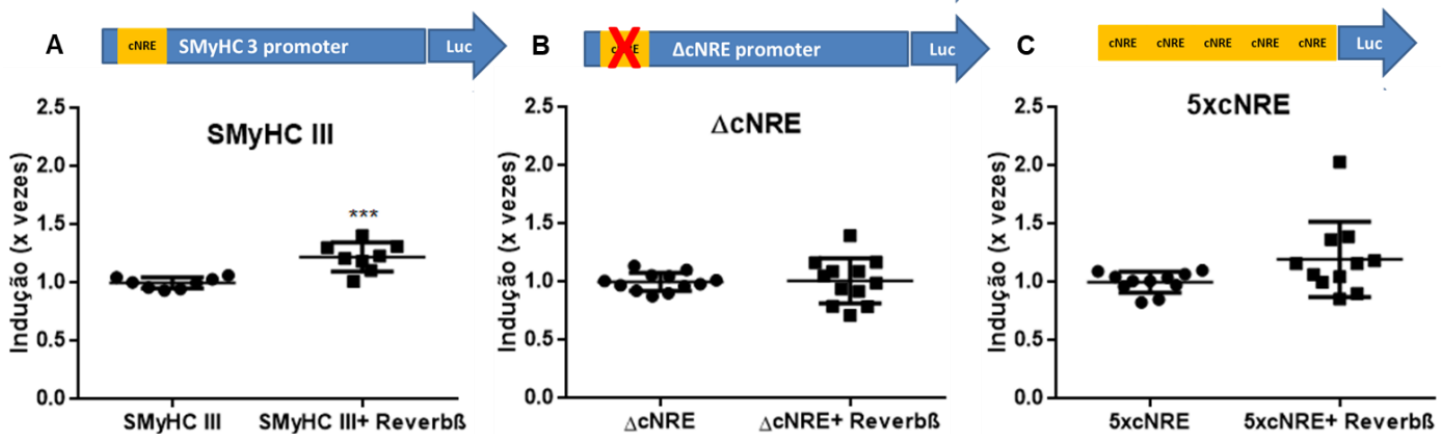 A
cNRE
SMyHC 3 promoter
Luc
SMyHC III
Indução (x vezes)
2.5
2.0
1.5
1.0
0.5
0.0
***
SMyHC III
SMyHC III+ Reverbß
B
ΔcNRE promoter
Luc
ΔcNRE
Indução (x vezes)
2.5
2.0
1.5
1.0
0.5
0.0
ΔcNRE
ΔcNRE+ Reverbß
C
cNRE cNRE cNRE cNRE cNRE
Luc
5xcNRE
Indução (x vezes)
2.5
2.0
1.5
1.0
0.5
0.0
5xcNRE
5xcNRE+ Reverbß